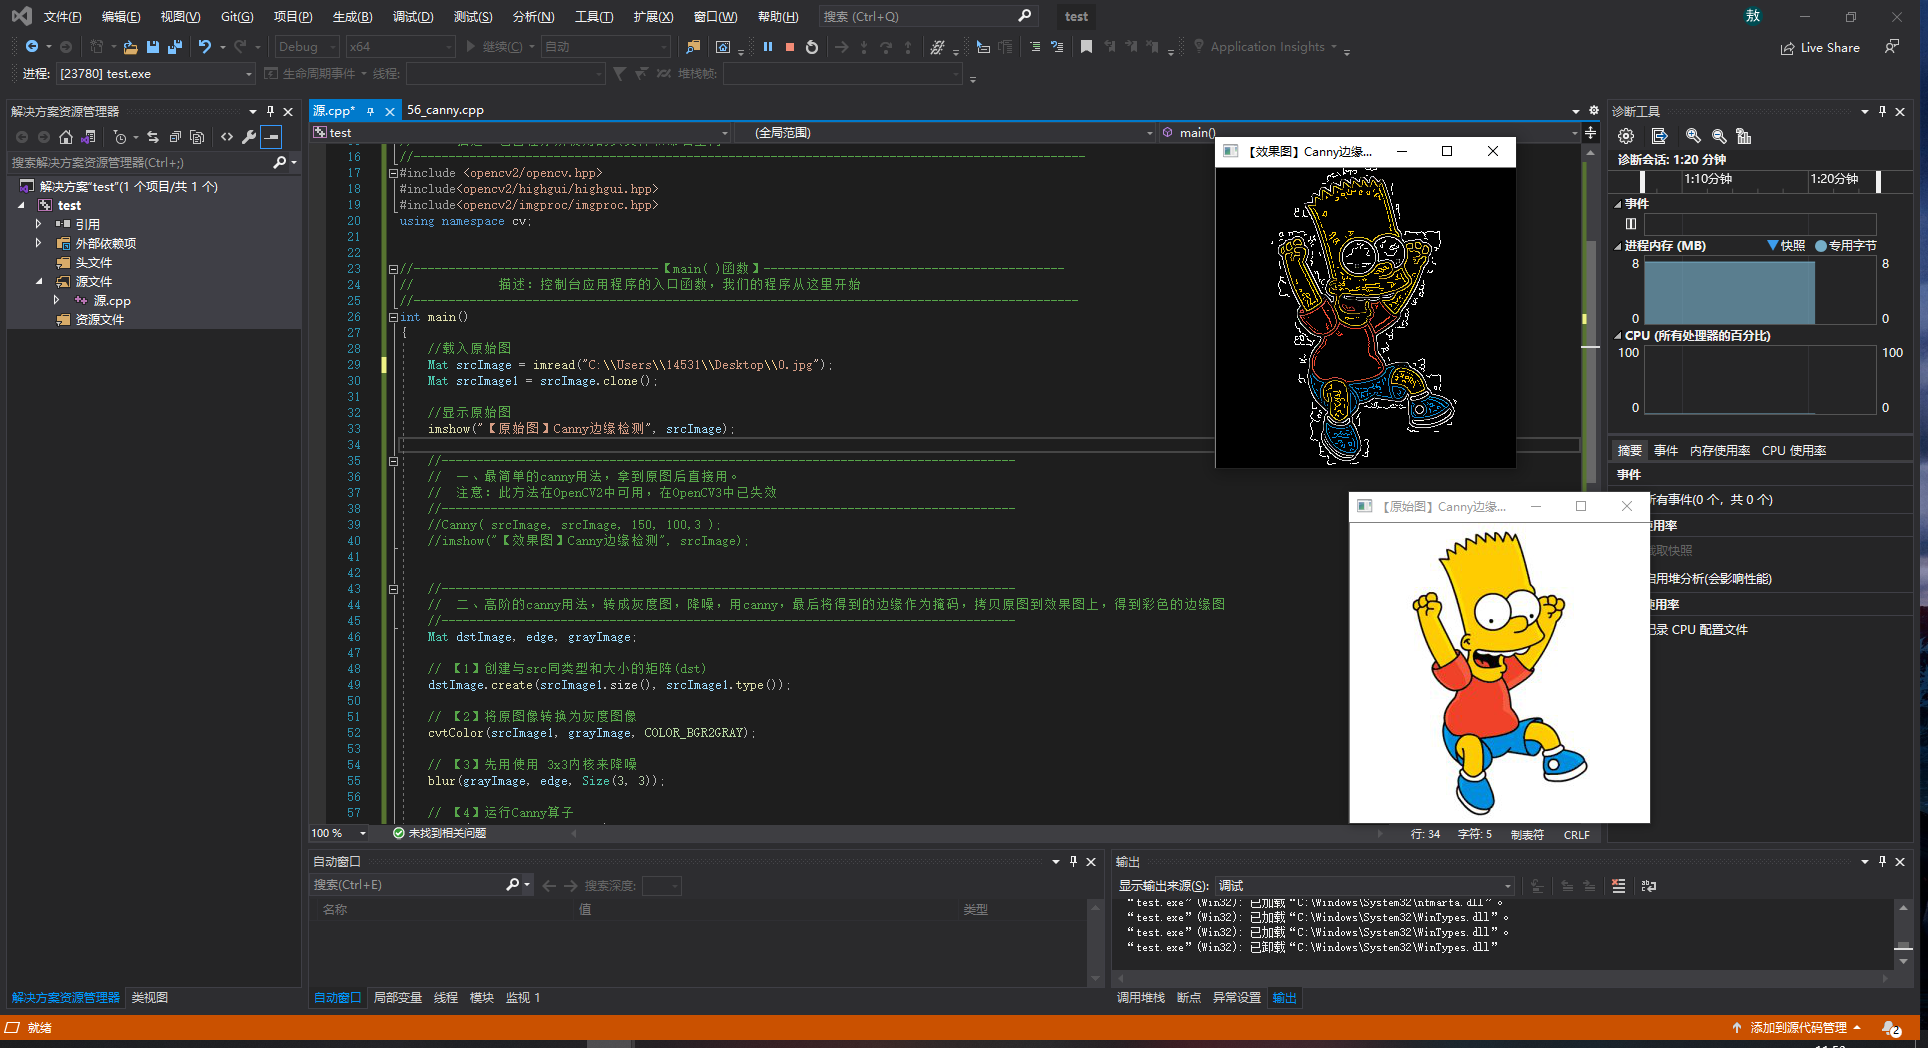 文件(F) 编辑(E) 视图(V) Git(G) 项目(P) 生成(B) 调试(D) 测试(S) 分析(N) 工具(T) 扩展(X) 窗口(W) 帮助(H) 搜索 (Ctrl+Q) test 敖
Debug x64 继续(C) 自动 Application Insights Live Share
进程: [23780] test.exe 生命周期事件 线程: 堆栈帧:
解决方案资源管理器
搜索解决方案资源管理器(Ctrl+;)
解决方案"test"(1 个项目/共 1 个)
test
引用
外部依赖项
头文件
源文件
源.cpp
资源文件
解决方案资源管理器 类视图
源.cpp* 56_canny.cpp
test (全局范围) main()
16 //------------------------------------------------------------------------------------------------
17 #include <opencv2/opencv.hpp>
18 #include<opencv2/highgui/highgui.hpp>
19 #include<opencv2/imgproc/imgproc.hpp>
20 using namespace cv;
21
22
23 //-----------------------------------【main( )函数】-------------------------------------------
24 // 描述：控制台应用程序的入口函数，我们的程序从这里开始
25 //-----------------------------------------------------------------------------------------------
26 int main()
27 {
28 //载入原始图
29 Mat srcImage = imread("C:\\Users\\14531\\Desktop\\0.jpg");
30 Mat srcImage1 = srcImage.clone();
31
32 //显示原始图
33 imshow("【原始图】Canny边缘检测", srcImage);
34
35 //----------------------------------------------------------------------------------
36 // 一、最简单的canny用法，拿到原图后直接用。
37 // 注意：此方法在OpenCV2中可用，在OpenCV3中已失效
38 //----------------------------------------------------------------------------------
39 //Canny( srcImage, srcImage, 150, 100,3 );
40 //imshow("【效果图】Canny边缘检测", srcImage);
41
42
43 //----------------------------------------------------------------------------------
44 // 二、高阶的canny用法，转成灰度图，降噪，用canny，最后将得到的边缘作为掩码，拷贝原图到效果图上，得到彩色的边缘图
45 //----------------------------------------------------------------------------------
46 Mat dstImage, edge, grayImage;
47
48 // 【1】创建与src同类型和大小的矩阵(dst)
49 dstImage.create(srcImage1.size(), srcImage1.type());
50
51 // 【2】将原图像转换为灰度图像
52 cvtColor(srcImage1, grayImage, COLOR_BGR2GRAY);
53
54 // 【3】先用使用 3x3内核来降噪
55 blur(grayImage, edge, Size(3, 3));
56
57 // 【4】运行Canny算子
100 % 未找到相关问题 行: 34 字符: 5 制表符 CRLF
【效果图】Canny边缘...
【原始图】Canny边缘...
诊断工具
诊断会话: 1:20 分钟
1:10分钟 1:20分钟
事件
进程内存 (MB) 快照 专用字节
8 8
0 0
CPU (所有处理器的百分比)
100 100
0 0
摘要 事件 内存使用率 CPU 使用率
事件
所有事件(0 个，共 0 个)
使用率
截取快照
启用堆分析(会影响性能)
使用率
记录 CPU 配置文件
自动窗口
搜索(Ctrl+E) 搜索深度:
名称 值 类型
自动窗口 局部变量 线程 模块 监视 1
输出
显示输出来源(S): 调试
"test.exe"(Win32): 已加载"C:\Windows\System32\ntmarta.dll"。
"test.exe"(Win32): 已加载"C:\Windows\System32\WinTypes.dll"。
"test.exe"(Win32): 已加载"C:\Windows\System32\WinTypes.dll"。
"test.exe"(Win32): 已卸载"C:\Windows\System32\WinTypes.dll"
调用堆栈 断点 异常设置 输出
就绪 添加到源代码管理 2